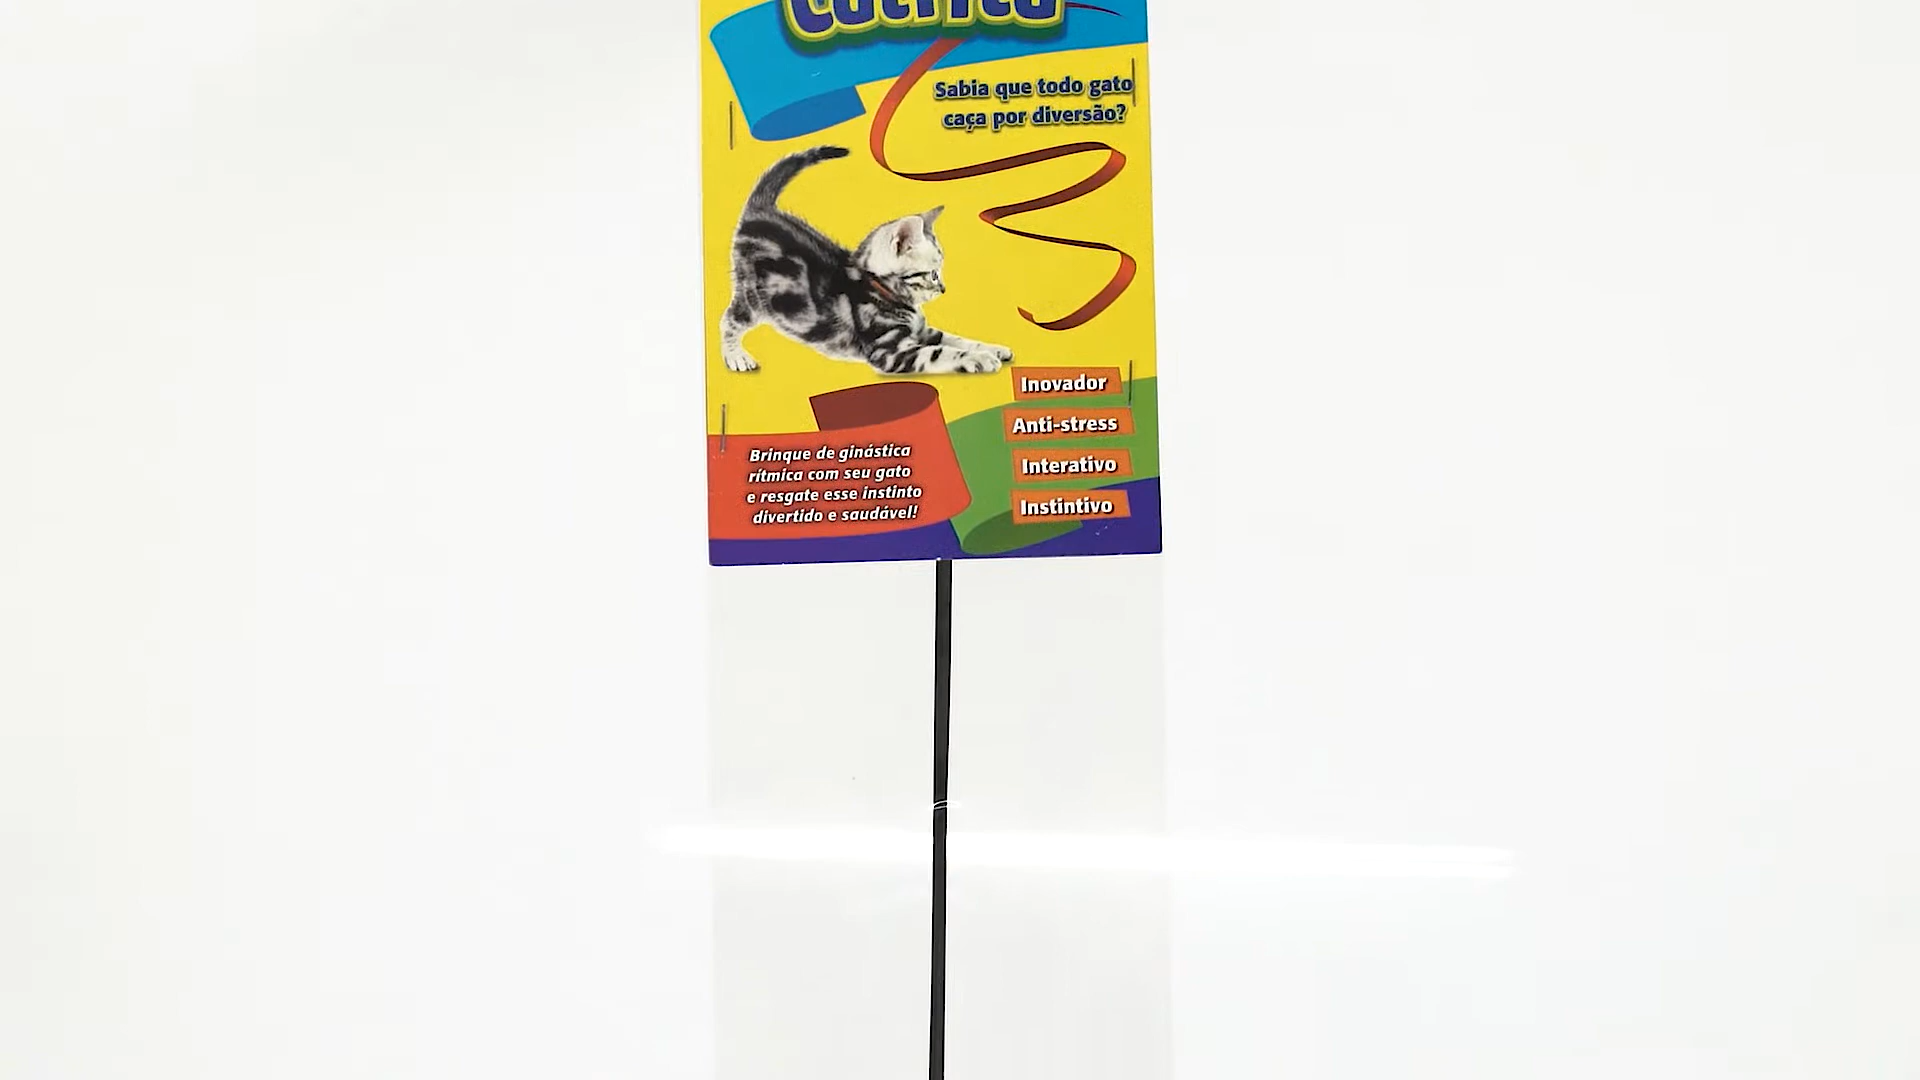 Sabia que todo gato
caça por diversão?
Inovador
Anti-stress
Interativo
Instintivo
Brinque de ginástica
rítmica com seu gato
e resgate esse instinto
divertido e saudável!